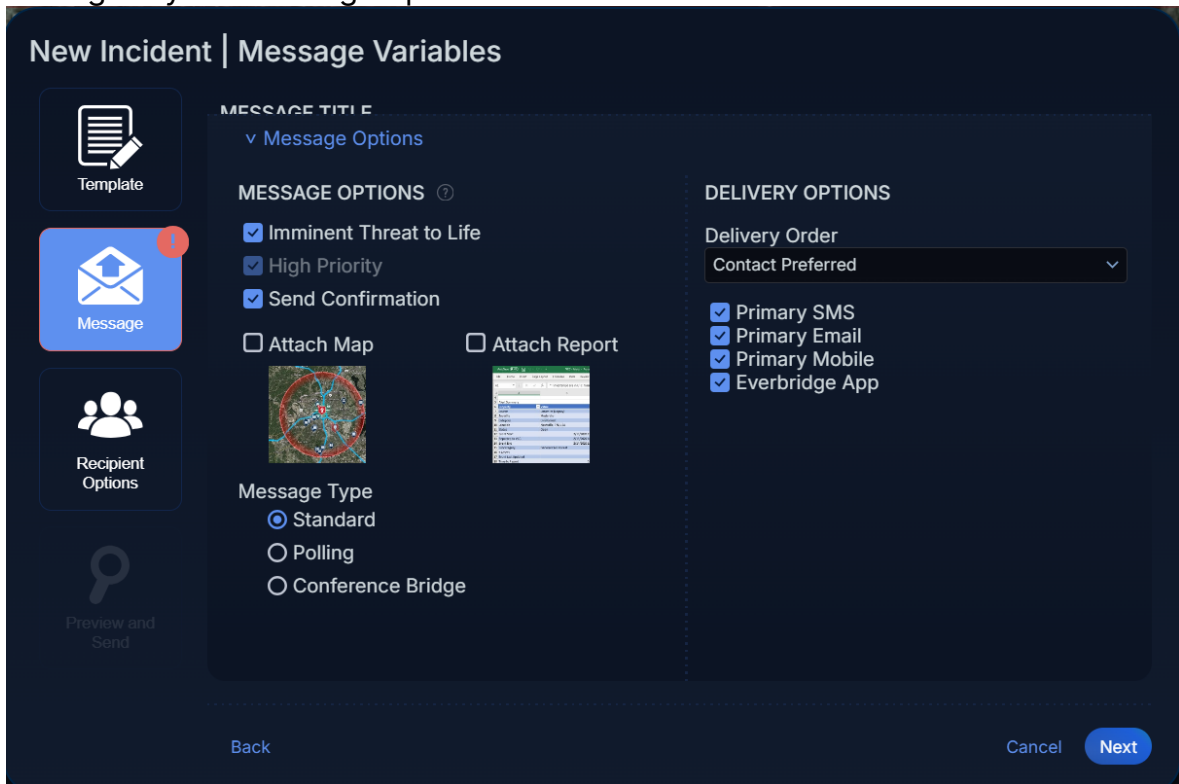 New Incident | Message Variables
Template
Message
Recipient
Options
Preview and
Send
MESSAGE TITLE
v Message Options
MESSAGE OPTIONS ?
Imminent Threat to Life
High Priority
Send Confirmation
Attach Map
Attach Report
Message Type
Standard
Polling
Conference Bridge
DELIVERY OPTIONS
Delivery Order
Contact Preferred
Primary SMS
Primary Email
Primary Mobile
Everbridge App
Back
Cancel
Next